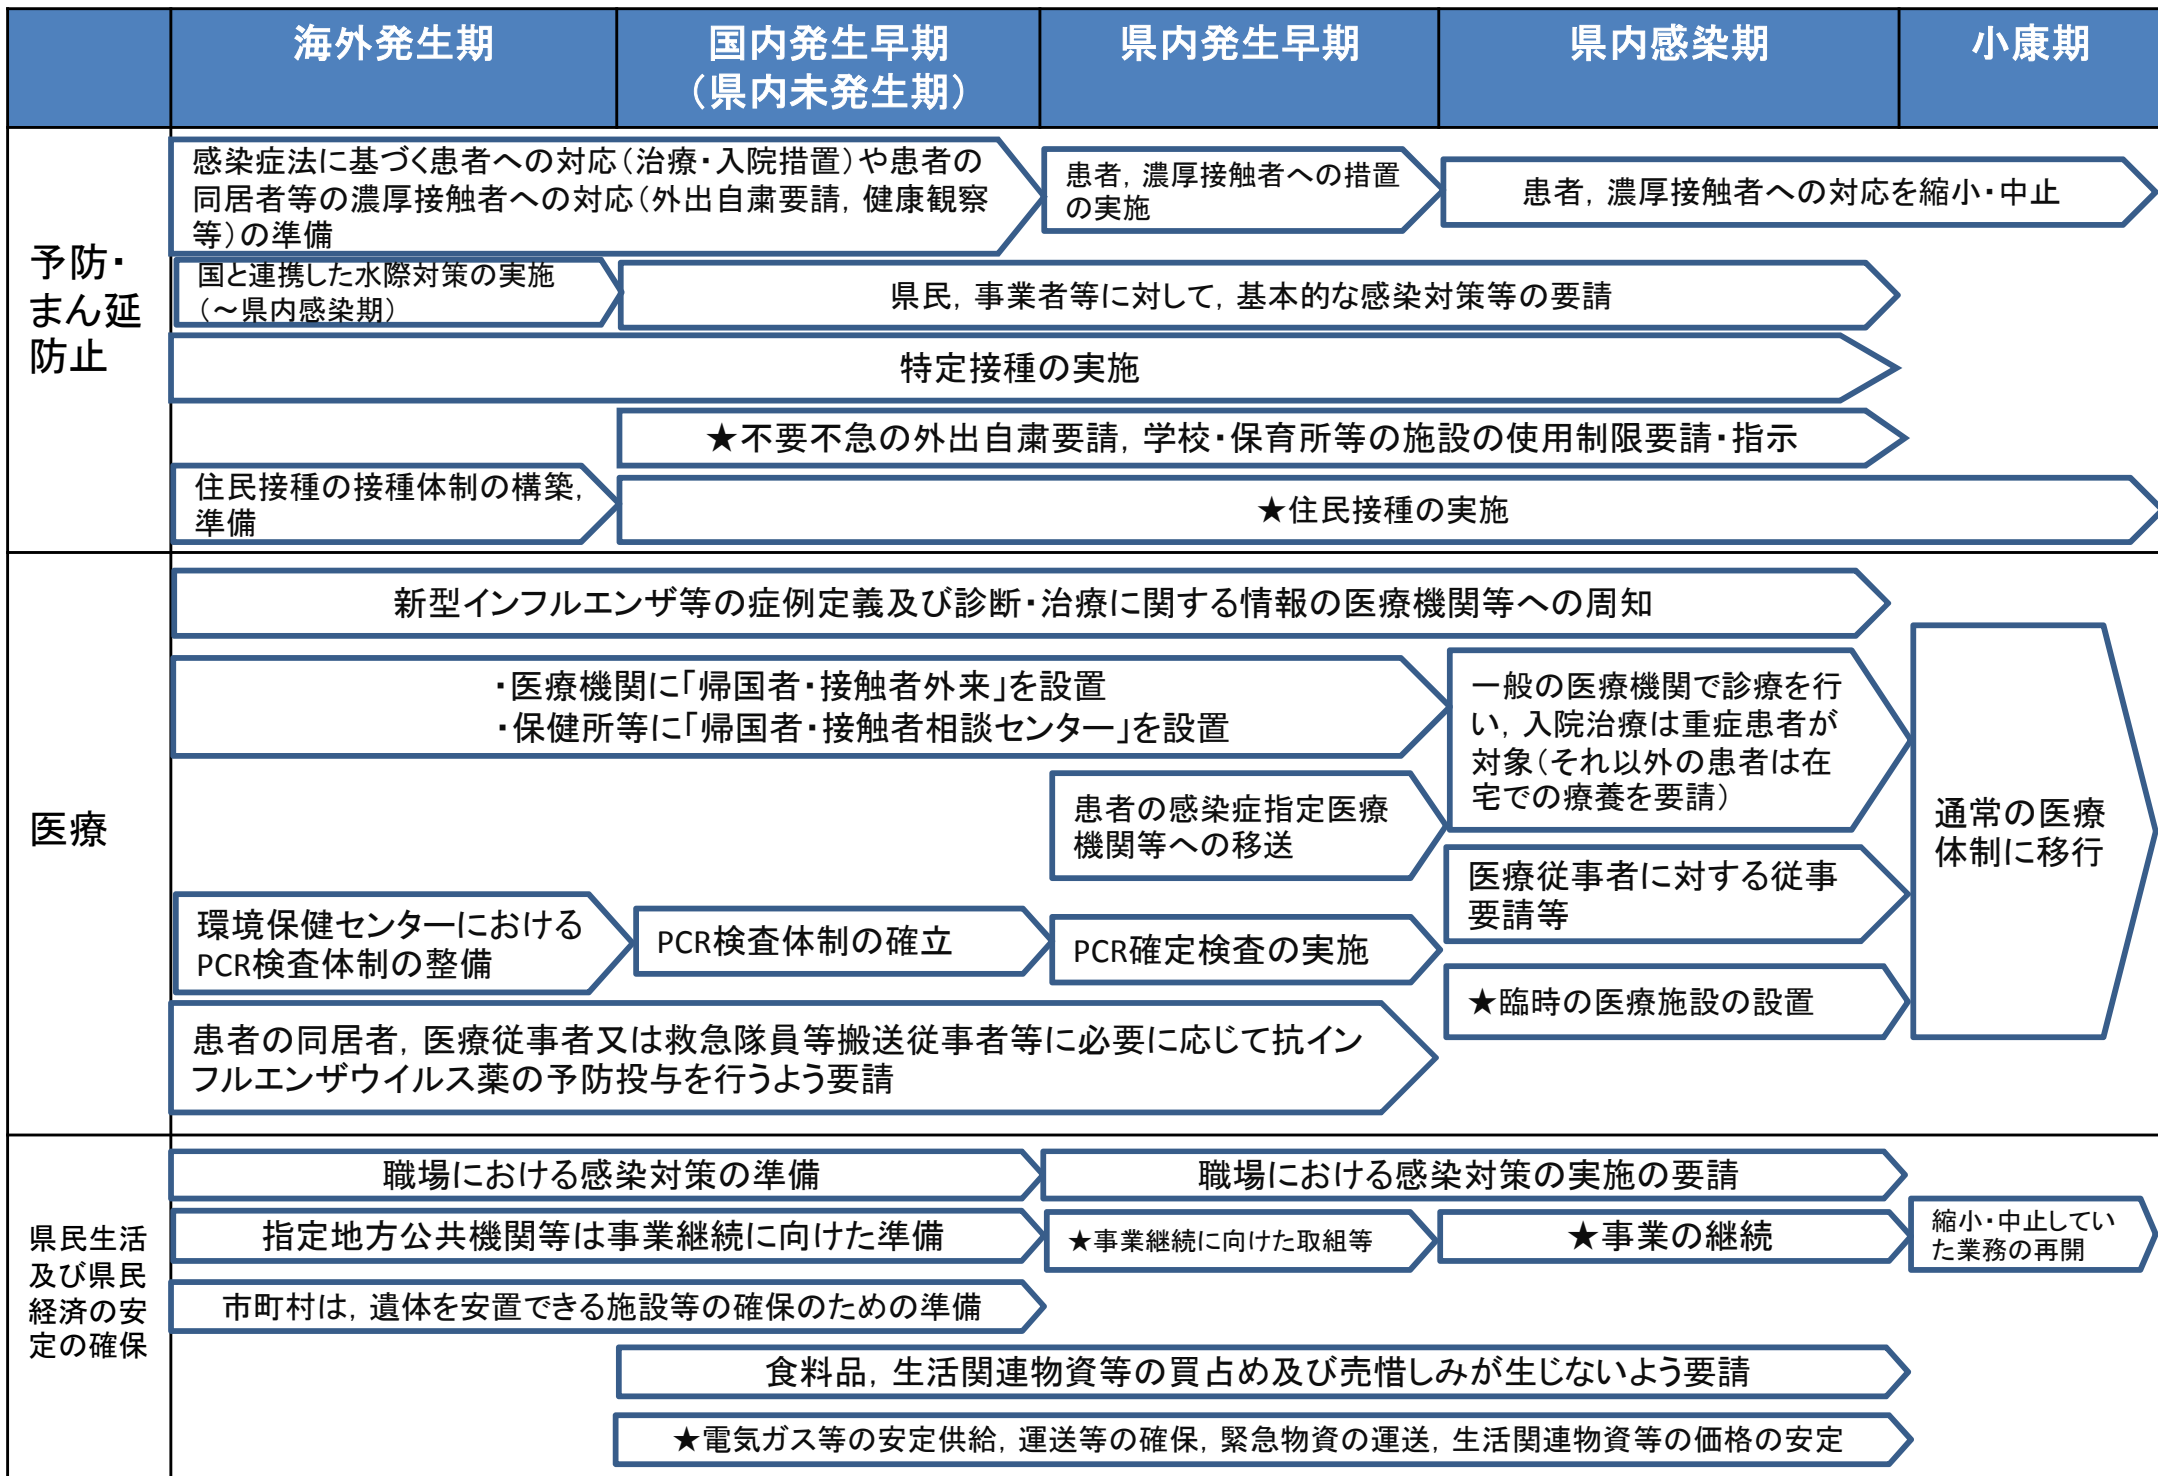 海外発生期
国内発生早期
（県内未発生期）
県内発生早期
県内感染期
小康期
予防・
まん延
防止
感染症法に基づく患者への対応（治療・入院措置）や患者の
同居者等の濃厚接触者への対応（外出自粛要請，健康観察
等）の準備
患者，濃厚接触者への措置
の実施
患者，濃厚接触者への対応を縮小・中止
国と連携した水際対策の実施
（～県内感染期）
県民，事業者等に対して，基本的な感染対策等の要請
特定接種の実施
★不要不急の外出自粛要請，学校・保育所等の施設の使用制限要請・指示
住民接種の接種体制の構築，
準備
★住民接種の実施
医療
新型インフルエンザ等の症例定義及び診断・治療に関する情報の医療機関等への周知
・医療機関に「帰国者・接触者外来」を設置
・保健所等に「帰国者・接触者相談センター」を設置
一般の医療機関で診療を行
い，入院治療は重症患者が
対象（それ以外の患者は在
宅での療養を要請）
患者の感染症指定医療
機関等への移送
医療従事者に対する従事
要請等
通常の医療
体制に移行
環境保健センターにおける
PCR検査体制の整備
PCR検査体制の確立
PCR確定検査の実施
★臨時の医療施設の設置
患者の同居者，医療従事者又は救急隊員等搬送従事者等に必要に応じて抗イン
フルエンザウイルス薬の予防投与を行うよう要請
県民生活
及び県民
経済の安
定の確保
職場における感染対策の準備
職場における感染対策の実施の要請
指定地方公共機関等は事業継続に向けた準備
★事業継続に向けた取組等
★事業の継続
縮小・中止してい
た業務の再開
市町村は，遺体を安置できる施設等の確保のための準備
食料品，生活関連物資等の買占め及び売惜しみが生じないよう要請
★電気ガス等の安定供給，運送等の確保，緊急物資の運送，生活関連物資等の価格の安定